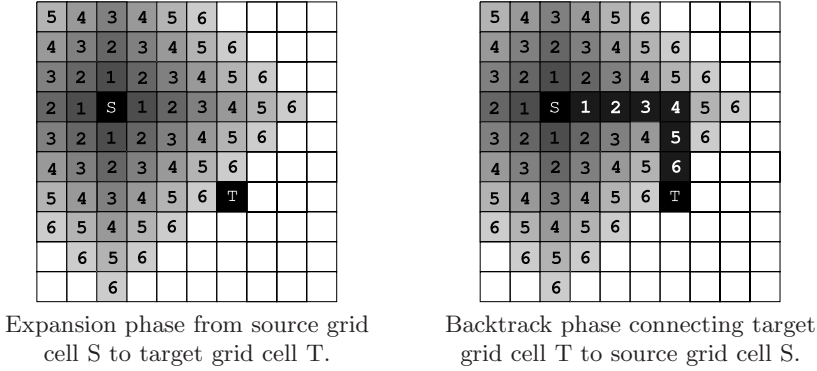 5 4 3 4 5 6
4 3 2 3 4 5 6
3 2 1 2 3 4 5 6
2 1 S 1 2 3 4 5 6
3 2 1 2 3 4 5 6
4 3 2 3 4 5 6
5 4 3 4 5 6 T
6 5 4 5 6
6 5 6
6
Expansion phase from source grid
cell S to target grid cell T.
5 4 3 4 5 6
4 3 2 3 4 5 6
3 2 1 2 3 4 5 6
2 1 S 1 2 3 4 5 6
3 2 1 2 3 4 5 6
4 3 2 3 4 5 6
5 4 3 4 5 6 T
6 5 4 5 6
6 5 6
6
Backtrack phase connecting target
grid cell T to source grid cell S.